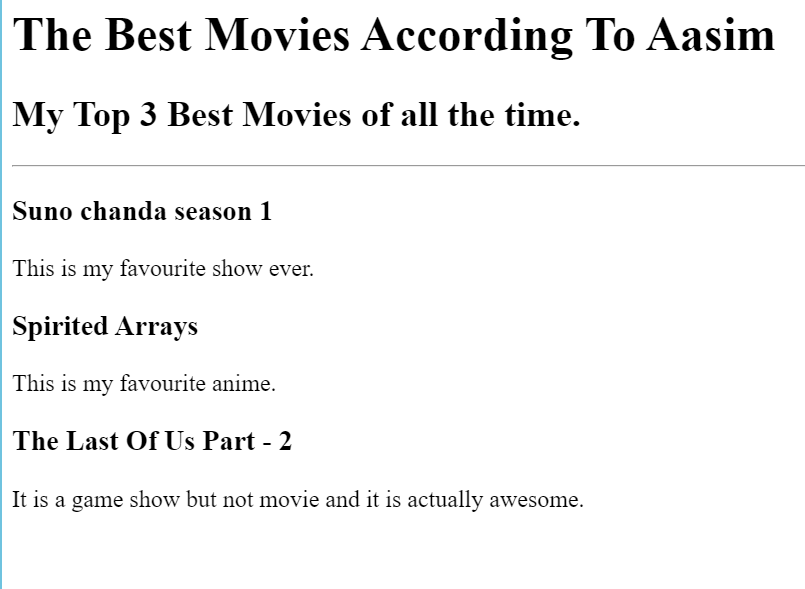 The Best Movies According To Aasim
My Top 3 Best Movies of all the time.
Suno chanda season 1
This is my favourite show ever.
Spirited Arrays
This is my favourite anime.
The Last Of Us Part - 2
It is a game show but not movie and it is actually awesome.